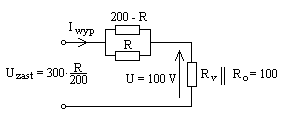 200 - R
I wyp
R
U zast = 300· R/200
U = 100 V
R v || R o = 100